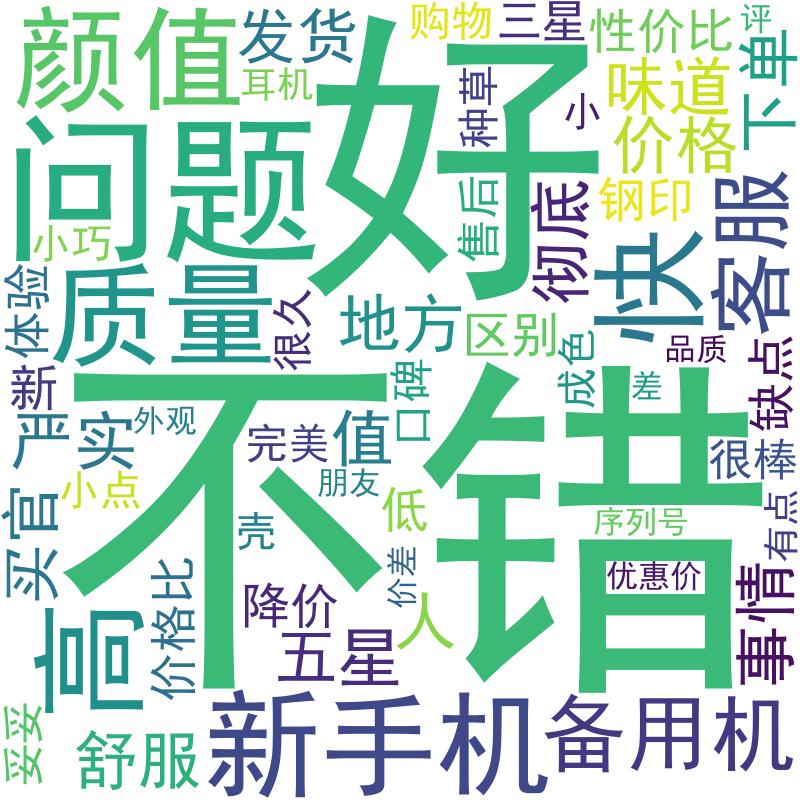 颜值
发货
购物
三星
性价比
评
下单
耳机
好
种草
小
味道
价格
问题
小巧
售后
彻底
钢印
快
客服
体验
质量
很久
地方
区别
成色
品质
缺点
新
严实
外观
完美
值
口碑
差
很棒
不错
买官
小点
壳
朋友
低
序列号
有点
高
价格比
降价
价差
人
优惠价
事情
五星
妥妥
舒服
新手机
备用机